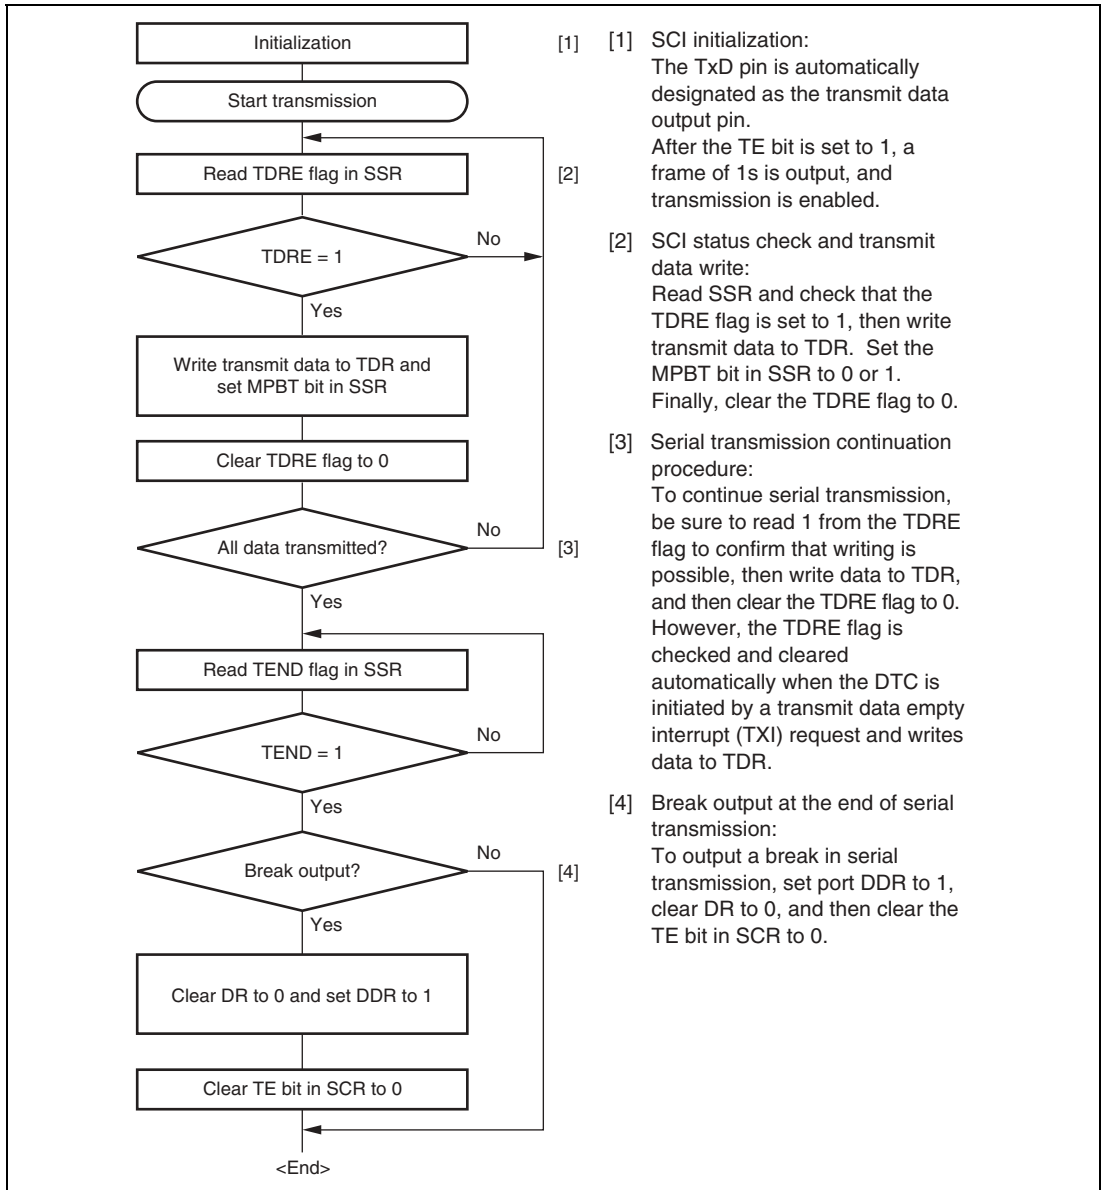 Initialization
[1]
Start transmission
Read TDRE flag in SSR
[2]
No
TDRE = 1
Yes
Write transmit data to TDR and
set MPBT bit in SSR
Clear TDRE flag to 0
No
All data transmitted?
[3]
Yes
Read TEND flag in SSR
No
TEND = 1
Yes
No
Break output?
[4]
Yes
Clear DR to 0 and set DDR to 1
Clear TE bit in SCR to 0
<End>
[1] SCI initialization:
The TxD pin is automatically
designated as the transmit data
output pin.
After the TE bit is set to 1, a
frame of 1s is output, and
transmission is enabled.
[2] SCI status check and transmit
data write:
Read SSR and check that the
TDRE flag is set to 1, then write
transmit data to TDR. Set the
MPBT bit in SSR to 0 or 1.
Finally, clear the TDRE flag to 0.
[3] Serial transmission continuation
procedure:
To continue serial transmission,
be sure to read 1 from the TDRE
flag to confirm that writing is
possible, then write data to TDR,
and then clear the TDRE flag to 0.
However, the TDRE flag is
checked and cleared
automatically when the DTC is
initiated by a transmit data empty
interrupt (TXI) request and writes
data to TDR.
[4] Break output at the end of serial
transmission:
To output a break in serial
transmission, set port DDR to 1,
clear DR to 0, and then clear the
TE bit in SCR to 0.